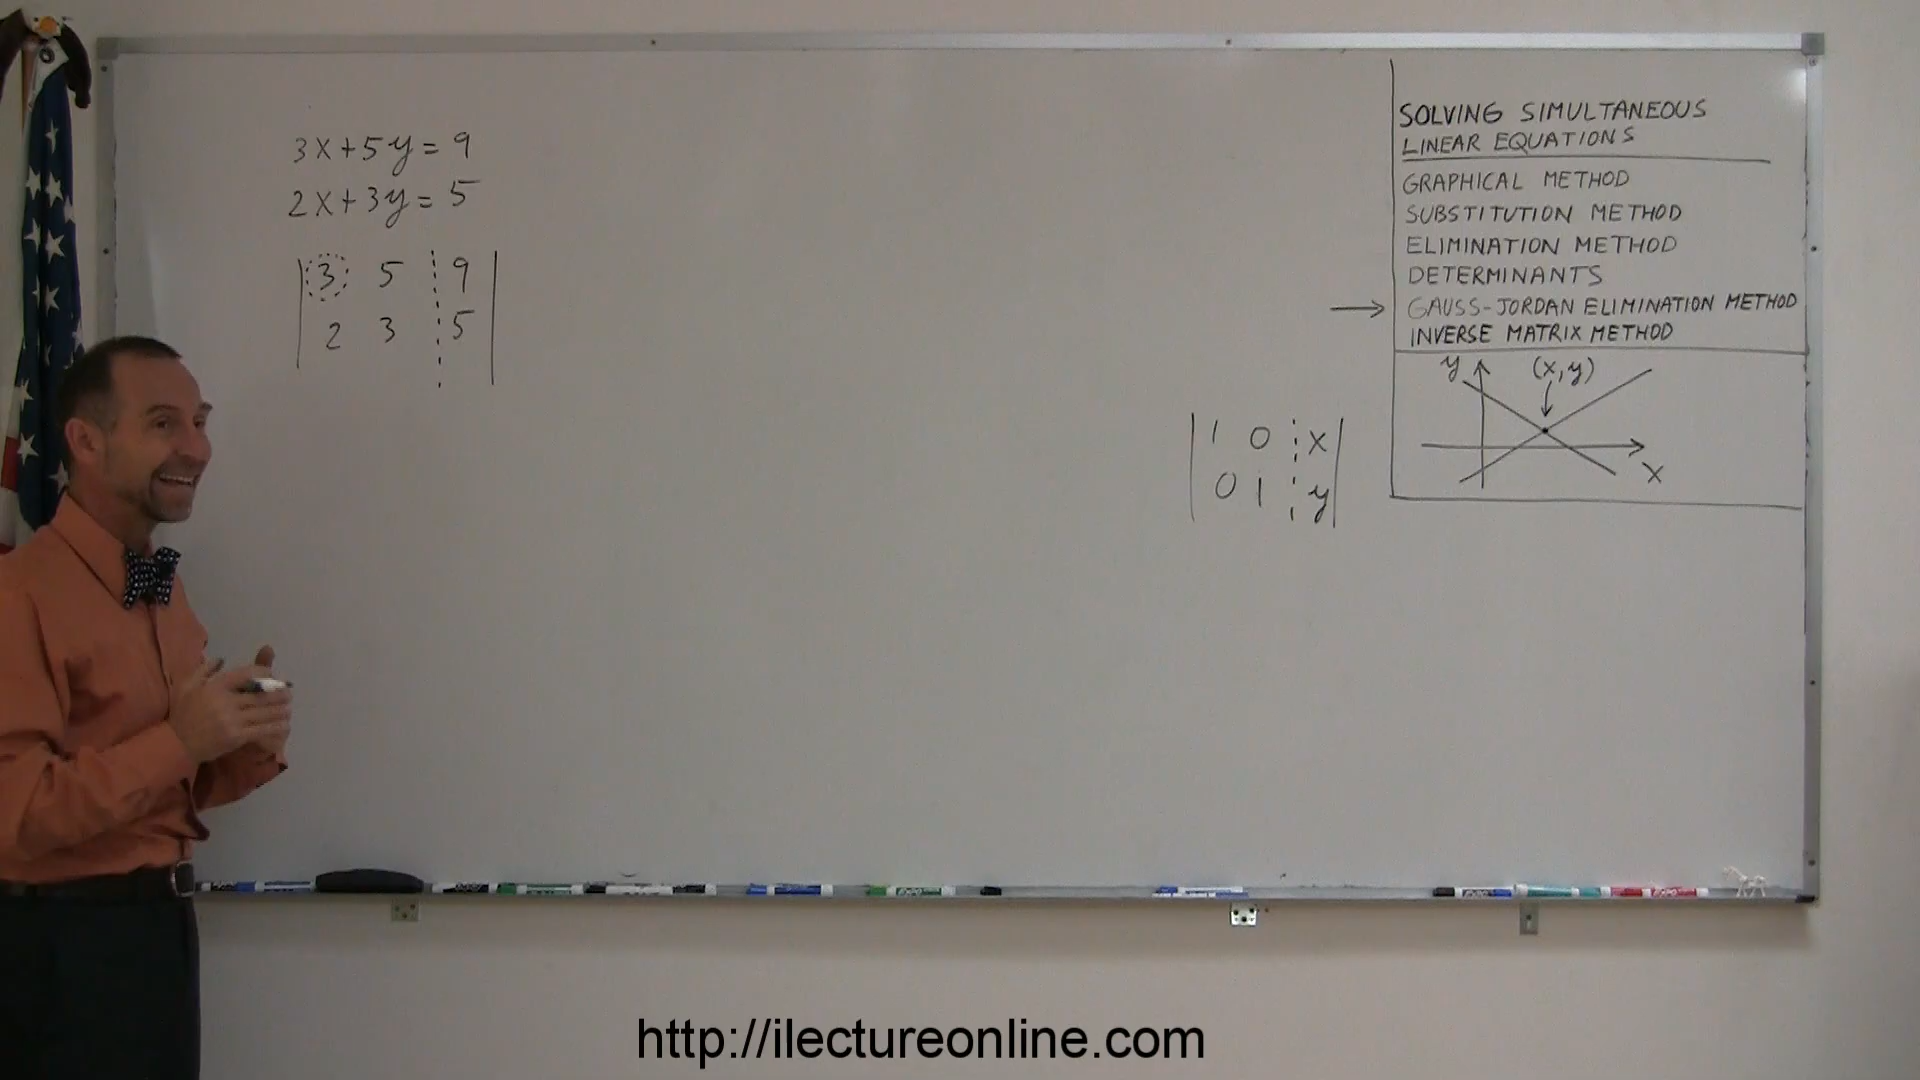 3x+5y=9
2x+3y=5
3 5 9
2 3 5
1 0 x
0 1 y
SOLVING SIMULTANEOUS
LINEAR EQUATIONS
GRAPHICAL METHOD
SUBSTITUTION METHOD
ELIMINATION METHOD
DETERMINANTS
GAUSS-JORDAN ELIMINATION METHOD
INVERSE MATRIX METHOD
y (x,y)
x
http://ilectureonline.com